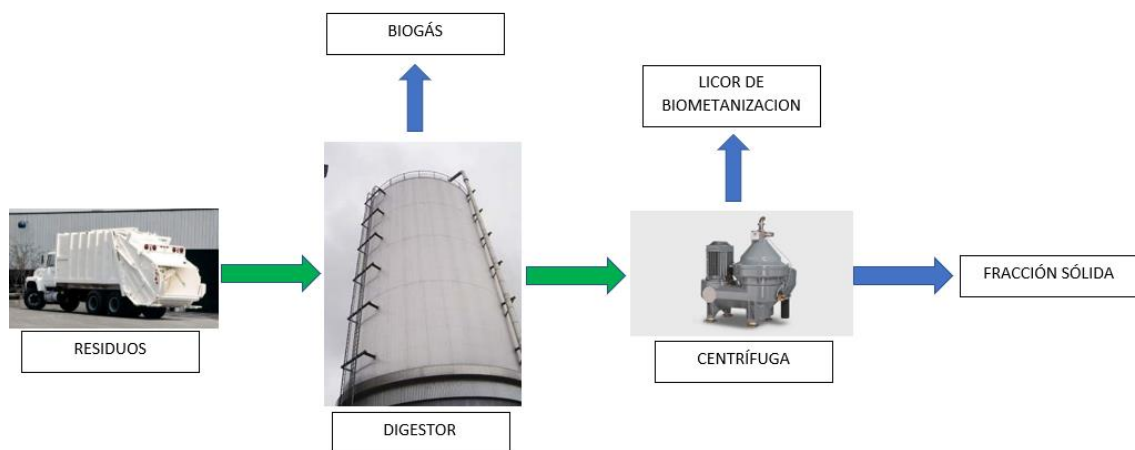 BIOGÁS
LICOR DE
BIOMETANIZACION
FRACCIÓN SÓLIDA
RESIDUOS
CENTRÍFUGA
DIGESTOR